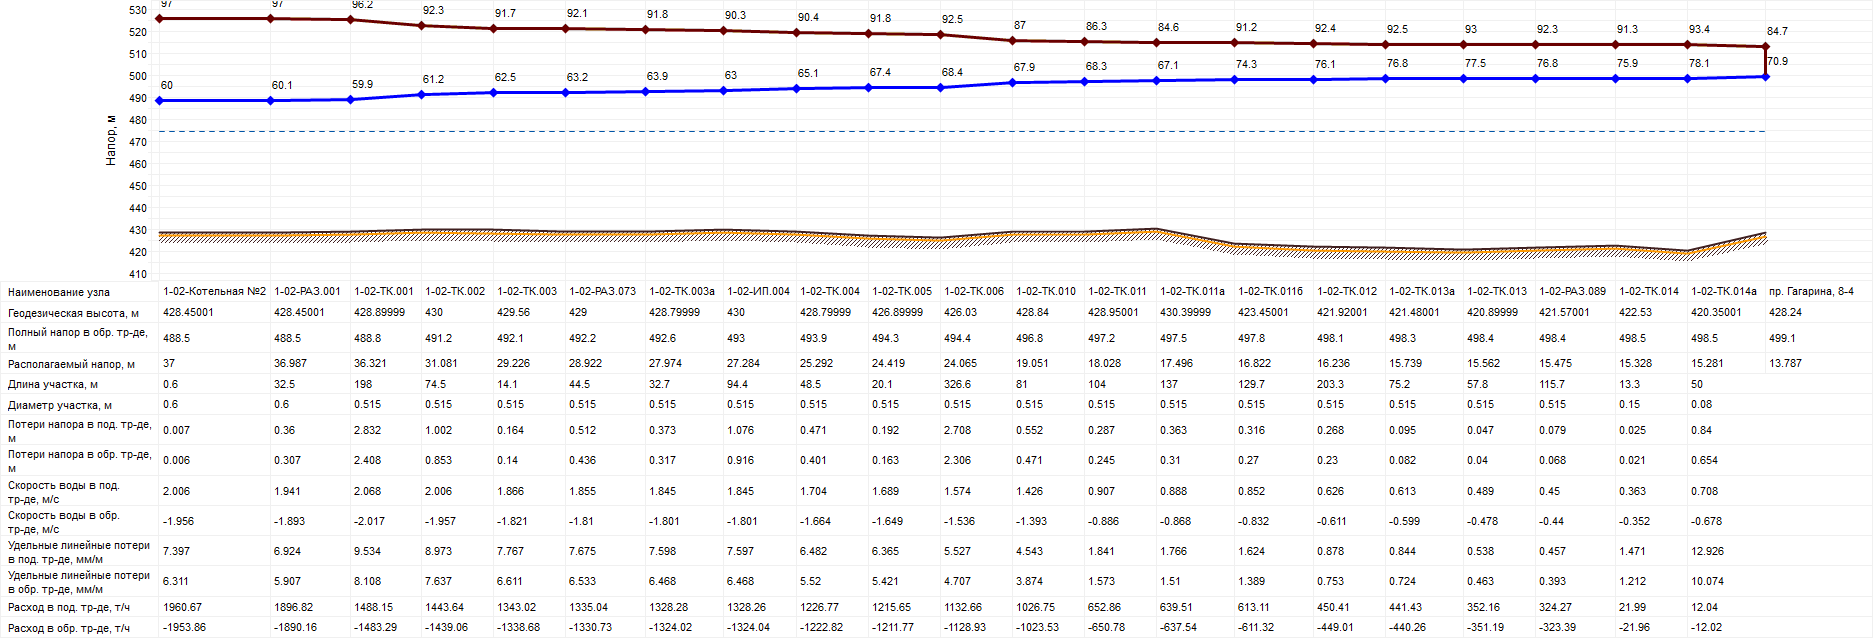 530
520
510
500
490
480
470
460
450
440
430
420
410
Напор, м
97 97 96.2 92.3 91.7 92.1 91.8 90.3 90.4 91.8 92.5 87 86.3 84.6 91.2 92.4 92.5 93 92.3 91.3 93.4 84.7
60 60.1 59.9 61.2 62.5 63.2 63.9 63 65.1 67.4 68.4 67.9 68.3 67.1 74.3 76.1 76.8 77.5 76.8 75.9 78.1 70.9
Наименование узла 1-02-Котельная №2 1-02-РАЗ.001 1-02-ТК.001 1-02-ТК.002 1-02-ТК.003 1-02-РАЗ.073 1-02-ТК.003а 1-02-ИП.004 1-02-ТК.004 1-02-ТК.005 1-02-ТК.006 1-02-ТК.010 1-02-ТК.011 1-02-ТК.011а 1-02-ТК.011б 1-02-ТК.012 1-02-ТК.013а 1-02-ТК.013 1-02-РАЗ.089 1-02-ТК.014 1-02-ТК.014а пр. Гагарина, 8-4
Геодезическая высота, м 428.45001 428.45001 428.89999 430 429.56 429 428.79999 430 428.79999 426.89999 426.03 428.84 428.95001 430.39999 423.45001 421.92001 421.48001 420.89999 421.57001 422.53 420.35001 428.24
Полный напор в обр. тр-де,
м
488.5 488.5 488.8 491.2 492.1 492.2 492.6 493 493.9 494.3 494.4 496.8 497.2 497.5 497.8 498.1 498.3 498.4 498.4 498.5 498.5 499.1
Располагаемый напор, м 37 36.987 36.321 31.081 29.226 28.922 27.974 27.284 25.292 24.419 24.065 19.051 18.028 17.496 16.822 16.236 15.739 15.562 15.475 15.328 15.281 13.787
Длина участка, м 0.6 32.5 198 74.5 14.1 44.5 32.7 94.4 48.5 20.1 326.6 81 104 137 129.7 203.3 75.2 57.8 115.7 13.3 50
Диаметр участка, м 0.6 0.6 0.515 0.515 0.515 0.515 0.515 0.515 0.515 0.515 0.515 0.515 0.515 0.515 0.515 0.515 0.515 0.515 0.515 0.15 0.08
Потери напора в под. тр-де,
м
0.007 0.36 2.832 1.002 0.164 0.512 0.373 1.076 0.471 0.192 2.708 0.552 0.287 0.363 0.316 0.268 0.095 0.047 0.079 0.025 0.84
Потери напора в обр. тр-де,
м
0.006 0.307 2.408 0.853 0.14 0.436 0.317 0.916 0.401 0.163 2.306 0.471 0.245 0.31 0.27 0.23 0.082 0.04 0.068 0.021 0.654
Скорость воды в под.
тр-де, м/с
2.006 1.941 2.068 2.006 1.866 1.855 1.845 1.845 1.704 1.689 1.574 1.426 0.907 0.888 0.852 0.626 0.613 0.489 0.45 0.363 0.708
Скорость воды в обр.
тр-де, м/с
-1.956 -1.893 -2.017 -1.957 -1.821 -1.81 -1.801 -1.801 -1.664 -1.649 -1.536 -1.393 -0.886 -0.868 -0.832 -0.611 -0.599 -0.478 -0.44 -0.352 -0.678
Удельные линейные потери
в под. тр-де, мм/м
7.397 6.924 9.534 8.973 7.767 7.675 7.598 7.597 6.482 6.365 5.527 4.543 1.841 1.766 1.624 0.878 0.844 0.538 0.457 1.471 12.926
Удельные линейные потери
в обр. тр-де, мм/м
6.311 5.907 8.108 7.637 6.611 6.533 6.468 6.468 5.52 5.421 4.707 3.874 1.573 1.51 1.389 0.753 0.724 0.463 0.393 1.212 10.074
Расход в под. тр-де, т/ч 1960.67 1896.82 1488.15 1443.64 1343.02 1335.04 1328.28 1328.26 1226.77 1215.65 1132.66 1026.75 652.86 639.51 613.11 450.41 441.43 352.16 324.27 21.99 12.04
Расход в обр. тр-де, т/ч -1953.86 -1890.16 -1483.29 -1439.06 -1338.68 -1330.73 -1324.02 -1324.04 -1222.82 -1211.77 -1128.93 -1023.53 -650.78 -637.54 -611.32 -449.01 -440.26 -351.19 -323.39 -21.96 -12.02